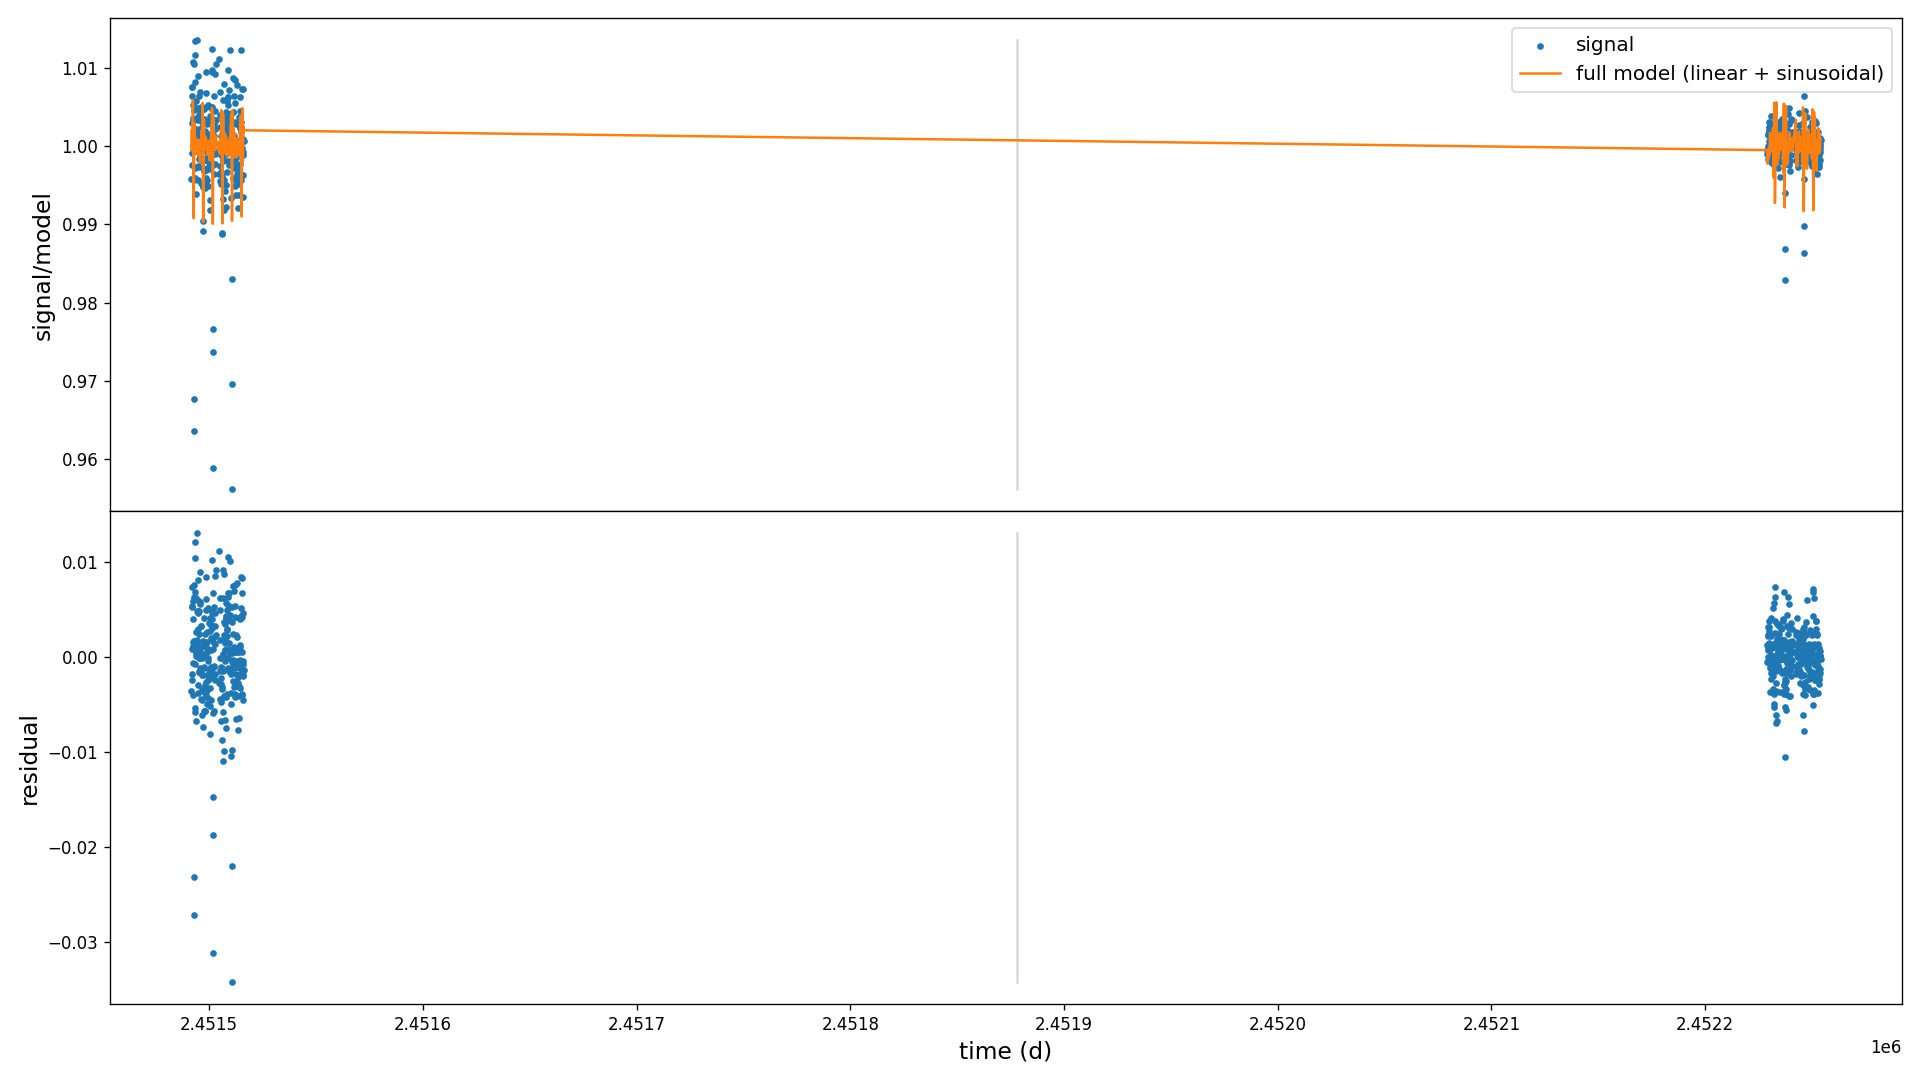 signal
full model (linear + sinusoidal)
signal/model
1.01
1.00
0.99
0.98
0.97
0.96
residual
0.01
0.00
−0.01
−0.02
−0.03
2.4515 2.4516 2.4517 2.4518 2.4519 2.4520 2.4521 2.4522
1e6
time (d)